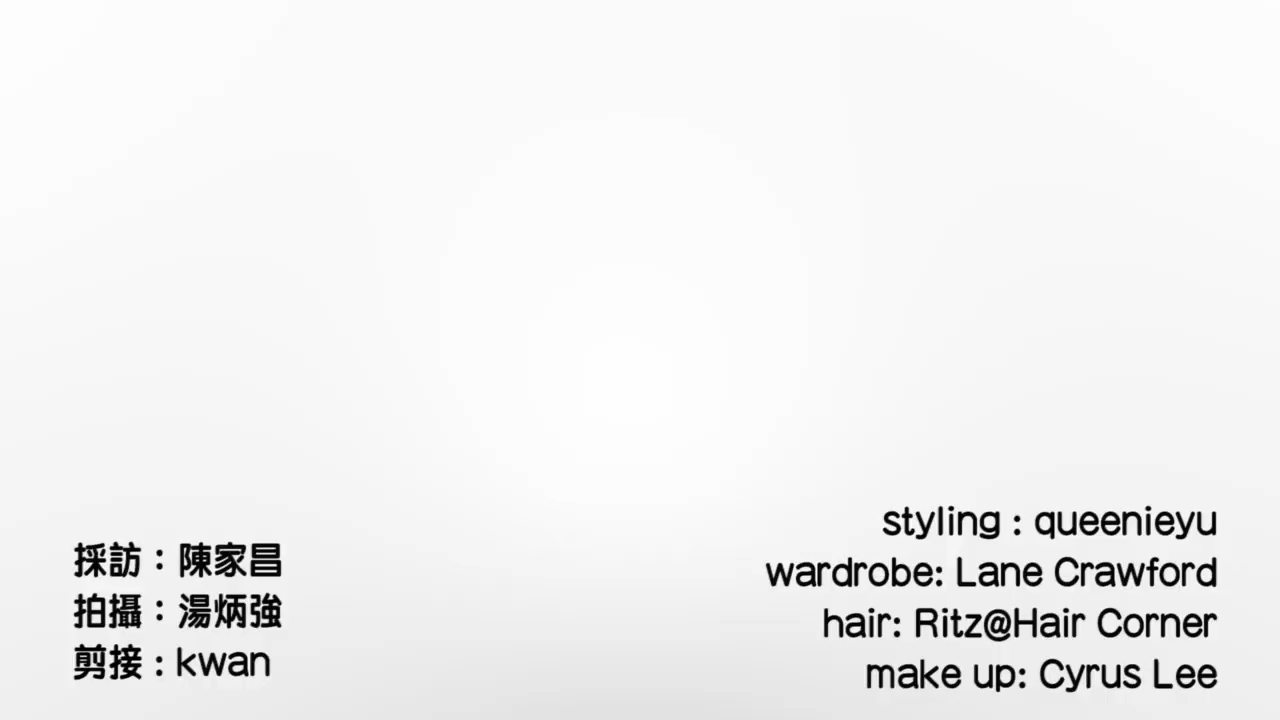 採訪：陳家昌
拍攝：湯炳強
剪接 : kwan
styling : queenieyu
wardrobe: Lane Crawford
hair: Ritz@Hair Corner
make up: Cyrus Lee